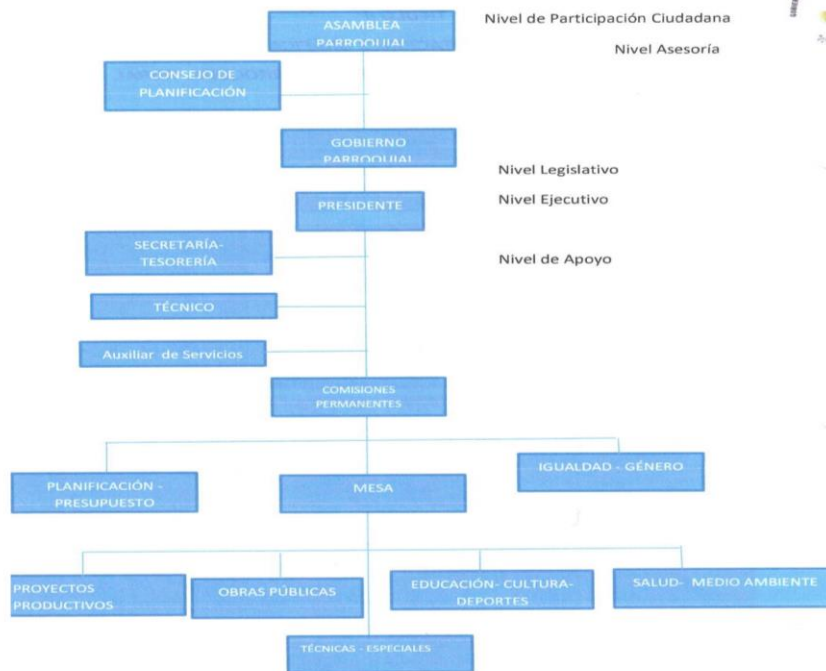 ASAMBLEA
PARROQUIAL
Nivel de Participación Ciudadana
Nivel Asesoría
CONSEJO DE
PLANIFICACIÓN
GOBIERNO
PARROQUIAL
Nivel Legislativo
PRESIDENTE
Nivel Ejecutivo
SECRETARÍA-
TESORERÍA
Nivel de Apoyo
TÉCNICO
Auxiliar de Servicios
COMISIONES
PERMANENTES
PLANIFICACIÓN -
PRESUPUESTO
MESA
IGUALDAD - GÉNERO
PROYECTOS
PRODUCTIVOS
OBRAS PÚBLICAS
EDUCACIÓN- CULTURA-
DEPORTES
SALUD- MEDIO AMBIENTE
TÉCNICAS - ESPECIALES